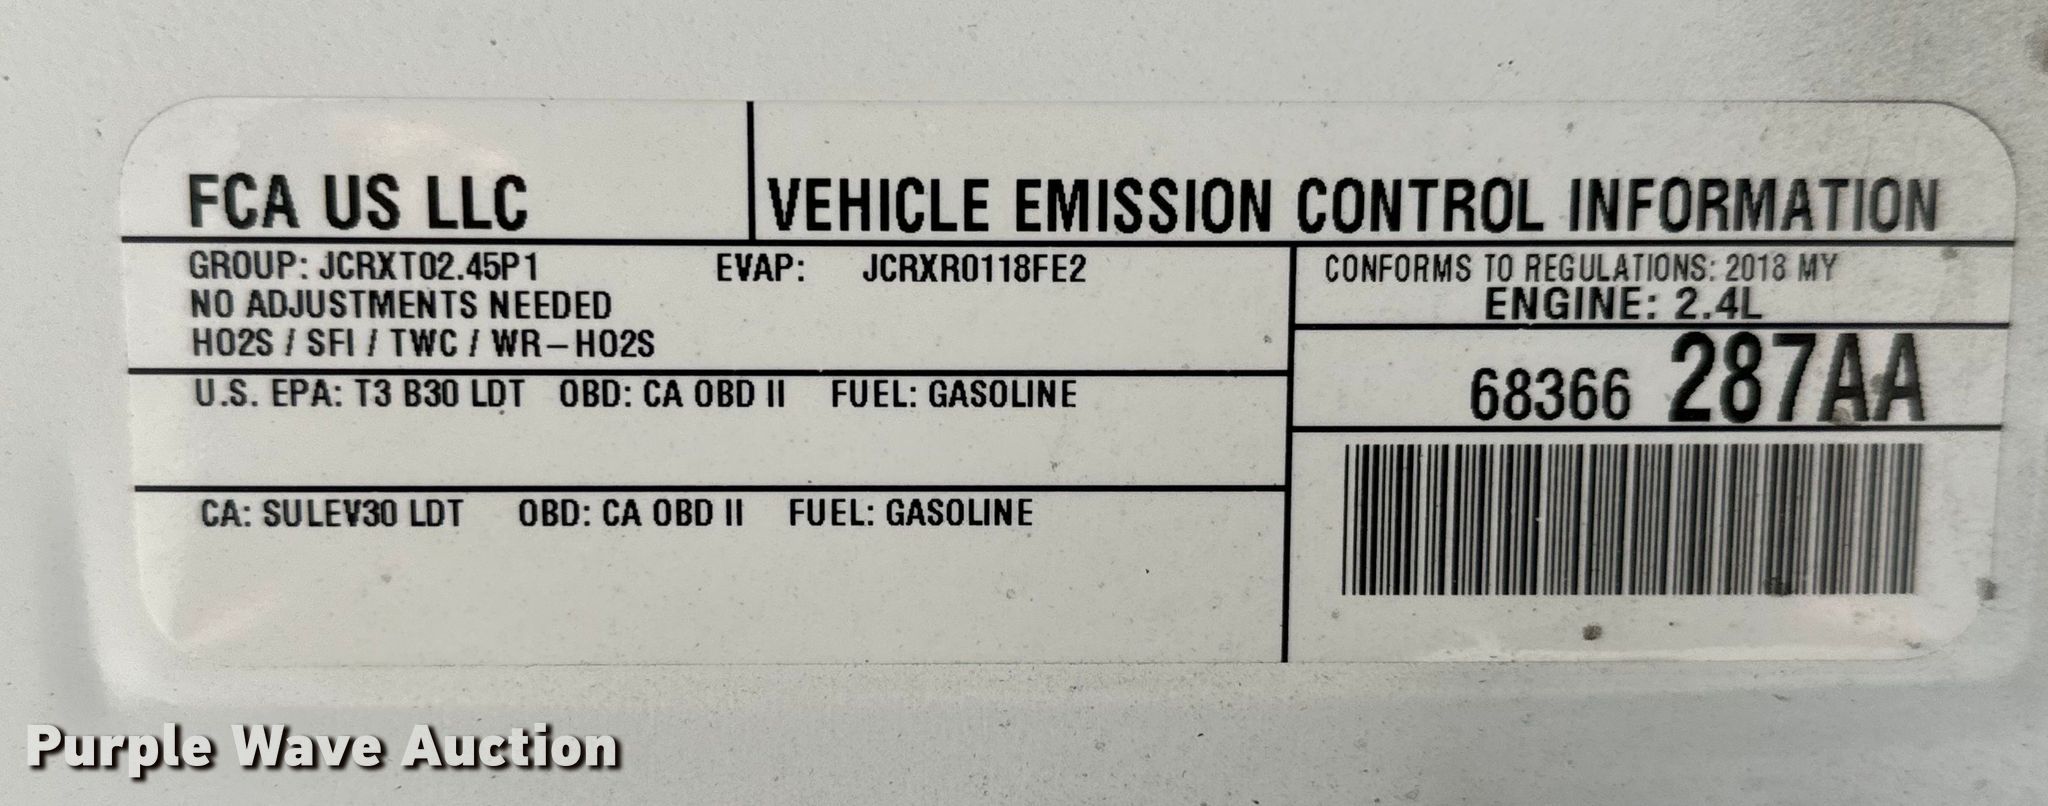 FCA US LLC
VEHICLE EMISSION CONTROL INFORMATION
GROUP: JCRXT02.45P1 EVAP: JCRXR0118FE2
NO ADJUSTMENTS NEEDED
HO2S / SFI / TWC / WR-HO2S
CONFORMS TO REGULATIONS: 2018 MY
ENGINE: 2.4L
68366 287AA
U.S. EPA: T3 B30 LDT OBD: CA OBD II FUEL: GASOLINE
CA: SULEV30 LDT OBD: CA OBD II FUEL: GASOLINE
Purple Wave Auction